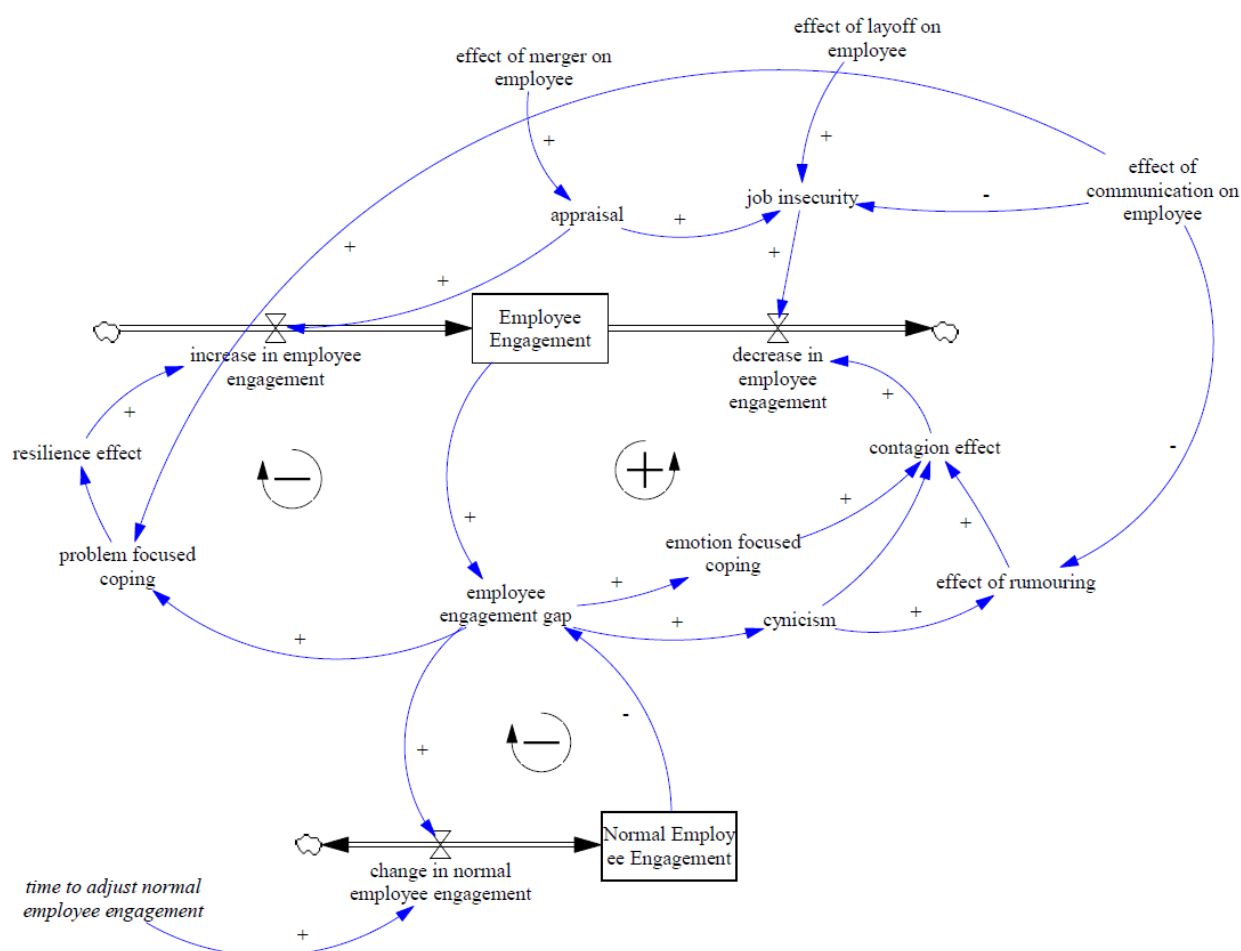 effect of layoff on
employee
effect of merger on
employee
+
+
effect of
communication on
employee
-
job insecurity
appraisal
+
+
+
+
Employee
Engagement
increase in employee
engagement
decrease in
employee
engagement
+
+
resilience effect
contagion effect
-
+
+
+
problem focused
coping
emotion focused
coping
employee
engagement gap
+
effect of rumouring
cynicism
+
+
+
-
+
Normal Employ
ee Engagement
change in normal
employee engagement
time to adjust normal
employee engagement
+